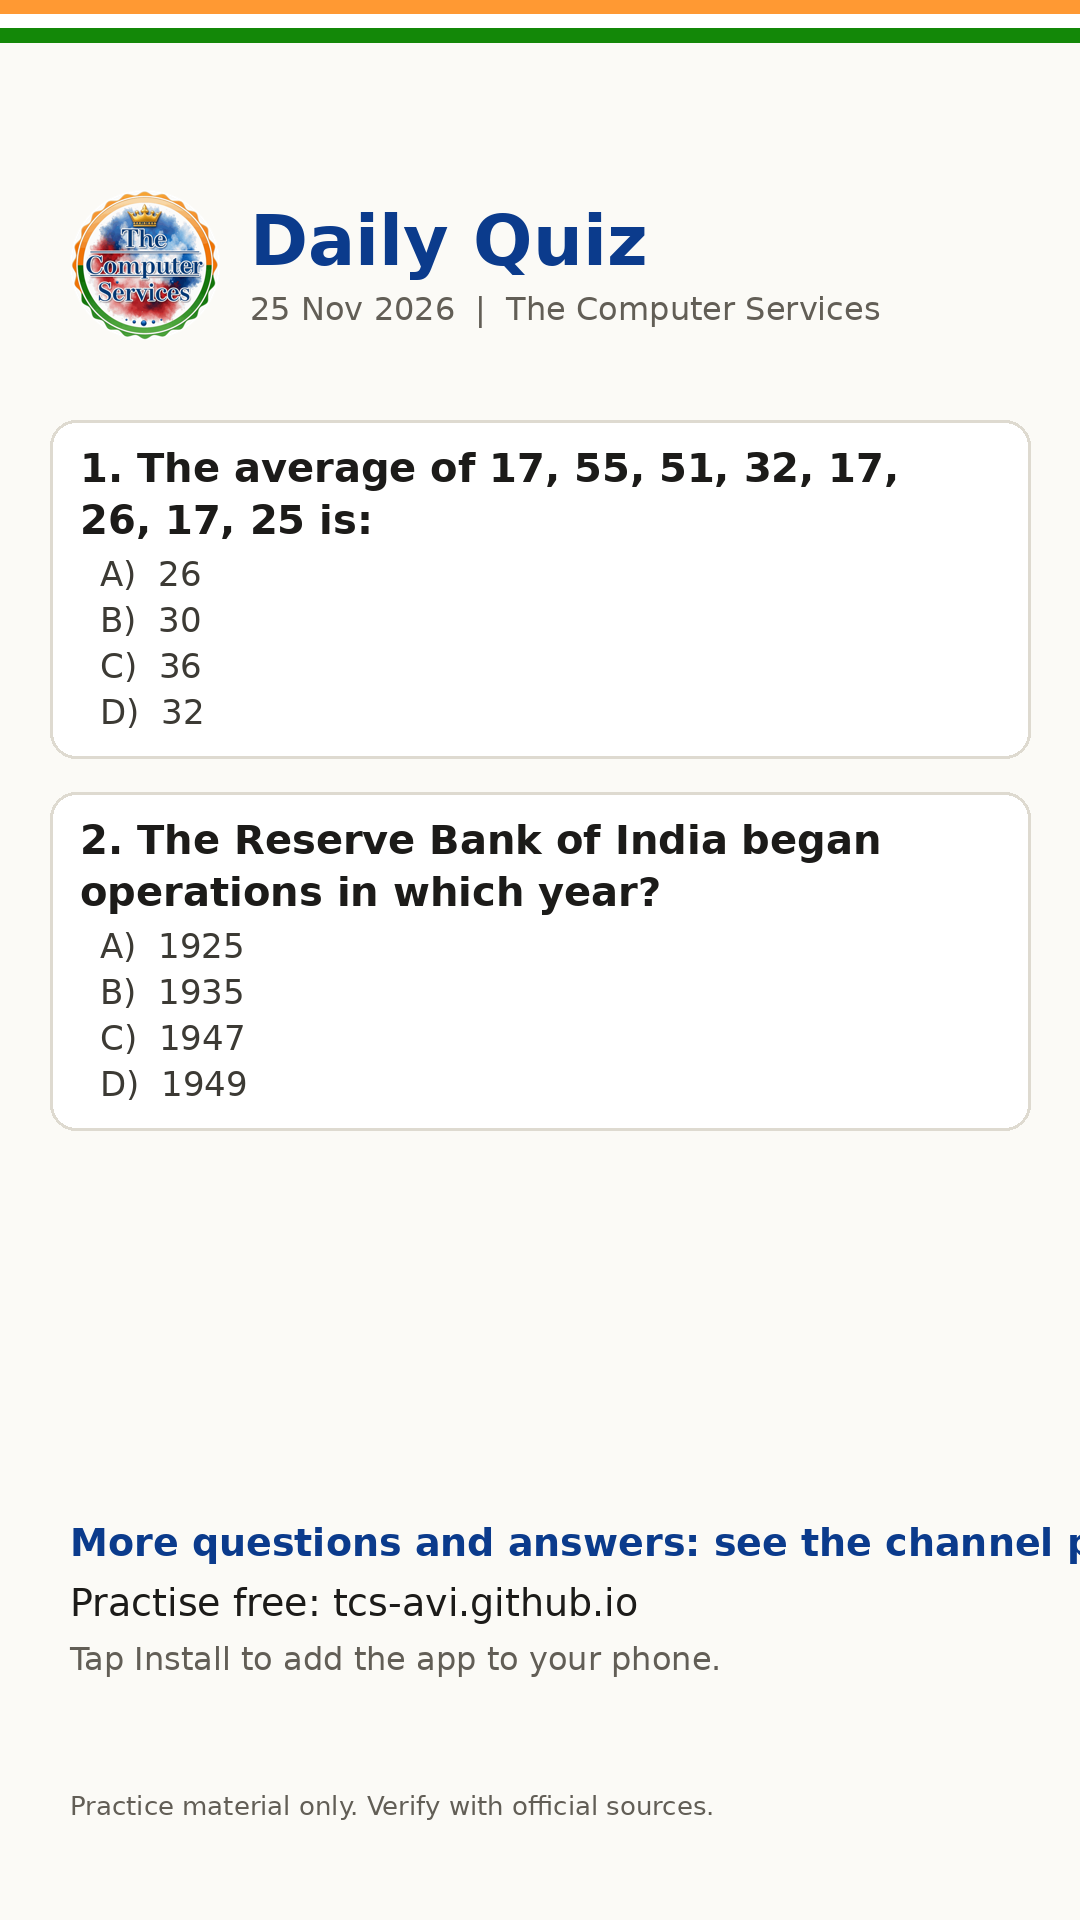 The
Computer
Services
Daily Quiz
25 Nov 2026 | The Computer Services
1. The average of 17, 55, 51, 32, 17,
26, 17, 25 is:
A) 26
B) 30
C) 36
D) 32
2. The Reserve Bank of India began
operations in which year?
A) 1925
B) 1935
C) 1947
D) 1949
More questions and answers: see the channel
Practise free: tcs-avi.github.io
Tap Install to add the app to your phone.
Practice material only. Verify with official sources.